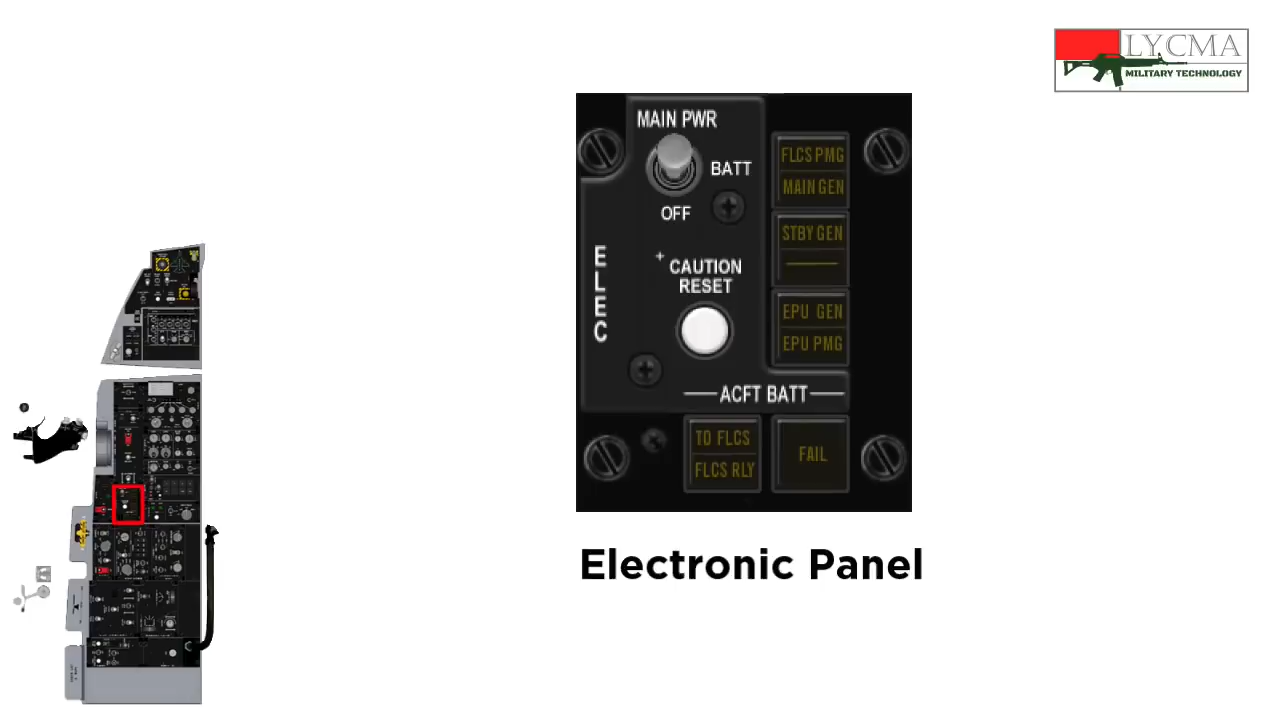 LYCMA
MILITARY TECHNOLOGY
MAIN PWR
BATT
OFF
ELEC
+ CAUTION
RESET
FLCS PMG
MAIN GEN
STBY GEN
EPU GEN
EPU PMG
ACFT BATT
TO FLCS
FLCS RLY
FAIL
Electronic Panel